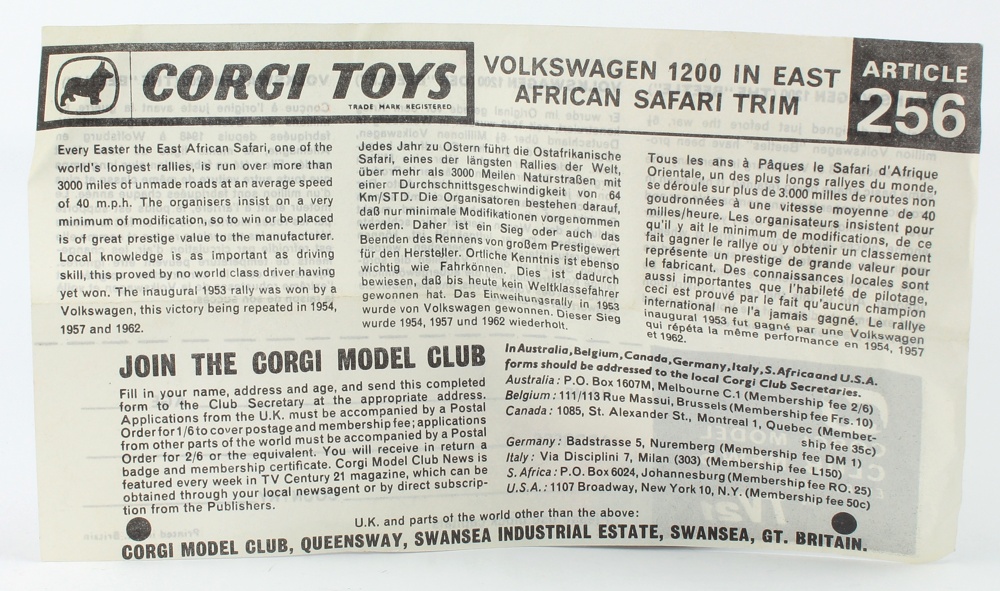 CORGI TOYS
TRADE MARK REGISTERED
VOLKSWAGEN 1200 IN EAST
AFRICAN SAFARI TRIM
ARTICLE
256
Every Easter the East African Safari, one of the
world's longest rallies, is run over more than
3000 miles of unmade roads at an average speed
of 40 m.p.h. The organisers insist on a very
minimum of modification, so to win or be placed
is of great prestige value to the manufacturer.
Local knowledge is as important as driving
skill, this proved by no world class driver having
yet won. The inaugural 1953 rally was won by a
Volkswagen, this victory being repeated in 1954,
1957 and 1962.
Jedes Jahr zu Ostern führt die Ostafrikanische
Safari, eines der längsten Rallies der Welt,
über mehr als 3000 Meilen Naturstraßen mit
einer Durchschnittsgeschwindigkeit von 64
Km/STD. Die Organisatoren bestehen darauf,
daß nur minimale Modifikationen vorgenommen
werden. Daher ist ein Sieg oder auch das
Beenden des Rennens von großem Prestigewert
für den Hersteller. Ortliche Kenntnis ist ebenso
wichtig wie Fahrkönnen. Dies ist dadurch
bewiesen, daß bis heute kein Weltklassefahrer
gewonnen hat. Das Einweihungsrally in 1953
wurde von Volkswagen gewonnen. Dieser Sieg
wurde 1954, 1957 und 1962 wiederholt.
Tous les ans à Pâques le Safari d'Afrique
Orientale, un des plus longs rallyes du monde,
se déroule sur plus de 3.000 milles de routes non
goudronnées à une vitesse moyenne de 40
milles/heure. Les organisateurs insistent pour
qu'il y ait le minimum de modifications, de ce
fait gagner le rallye ou y obtenir un classement
représente un prestige de grande valeur pour
le fabricant. Des connaissances locales sont
aussi importantes que l'habileté de pilotage,
ceci est prouvé par le fait qu'aucun champion
international ne l'a jamais gagné. Le rallye
inaugural 1953 fut gagné par une Volkswagen
qui répéta la même performance en 1954, 1957
et 1962.
JOIN THE CORGI MODEL CLUB
Fill in your name, address and age, and send this completed
form to the Club Secretary at the appropriate address.
Applications from the U.K. must be accompanied by a Postal
Order for 1/6 to cover postage and membership fee; applications
from other parts of the world must be accompanied by a Postal
Order for 2/6 or the equivalent. You will receive in return a
badge and membership certificate. Corgi Model Club News is
featured every week in TV Century 21 magazine, which can be
obtained through your local newsagent or by direct subscrip-
tion from the Publishers.
In Australia, Belgium, Canada, Germany, Italy, S. Africa and U.S.A.
forms should be addressed to the local Corgi Club Secretaries.
Australia: P.O. Box 1607M, Melbourne C.1 (Membership fee 2/6)
Belgium: 111/113 Rue Massui, Brussels (Membership fee Frs. 10)
Canada: 1085, St. Alexander St., Montreal 1, Quebec (Member-
ship fee 35c)
Germany: Badstrasse 5, Nuremberg (Membership fee DM 1)
Italy: Via Disciplini 7, Milan (303) (Membership fee L150)
S. Africa: P.O. Box 6024, Johannesburg (Membership fee RO. 25)
U.S.A.: 1107 Broadway, New York 10, N.Y. (Membership fee 50c)
U.K. and parts of the world other than the above:
CORGI MODEL CLUB, QUEENSWAY, SWANSEA INDUSTRIAL ESTATE, SWANSEA, GT. BRITAIN.